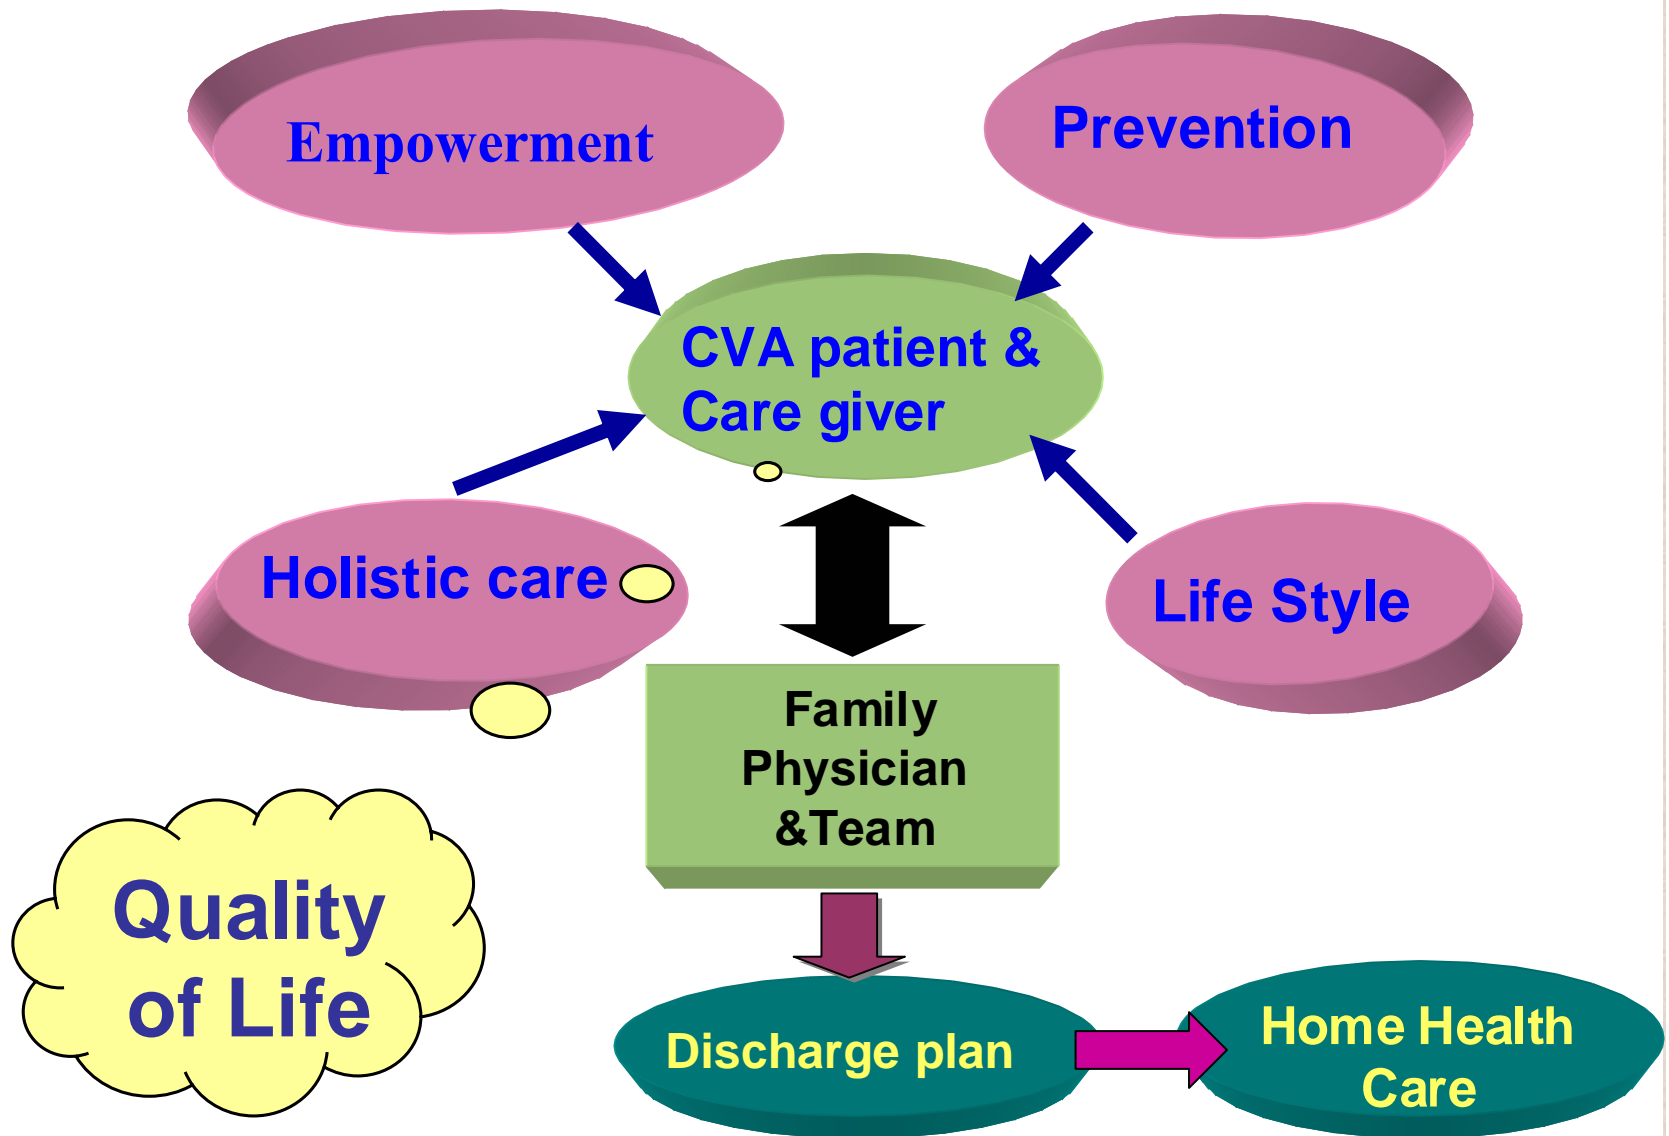 Empowerment
Prevention
CVA patient &
Care giver
Holistic care
Life Style
Family
Physician
&Team
Quality
of Life
Discharge plan
Home Health
Care